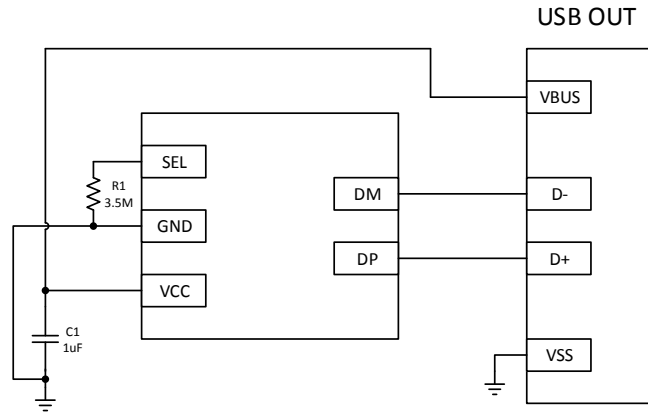 USB OUT
VBUS
SEL
R1
3.5M
DM
D-
GND
DP
D+
VCC
C1
1uF
VSS